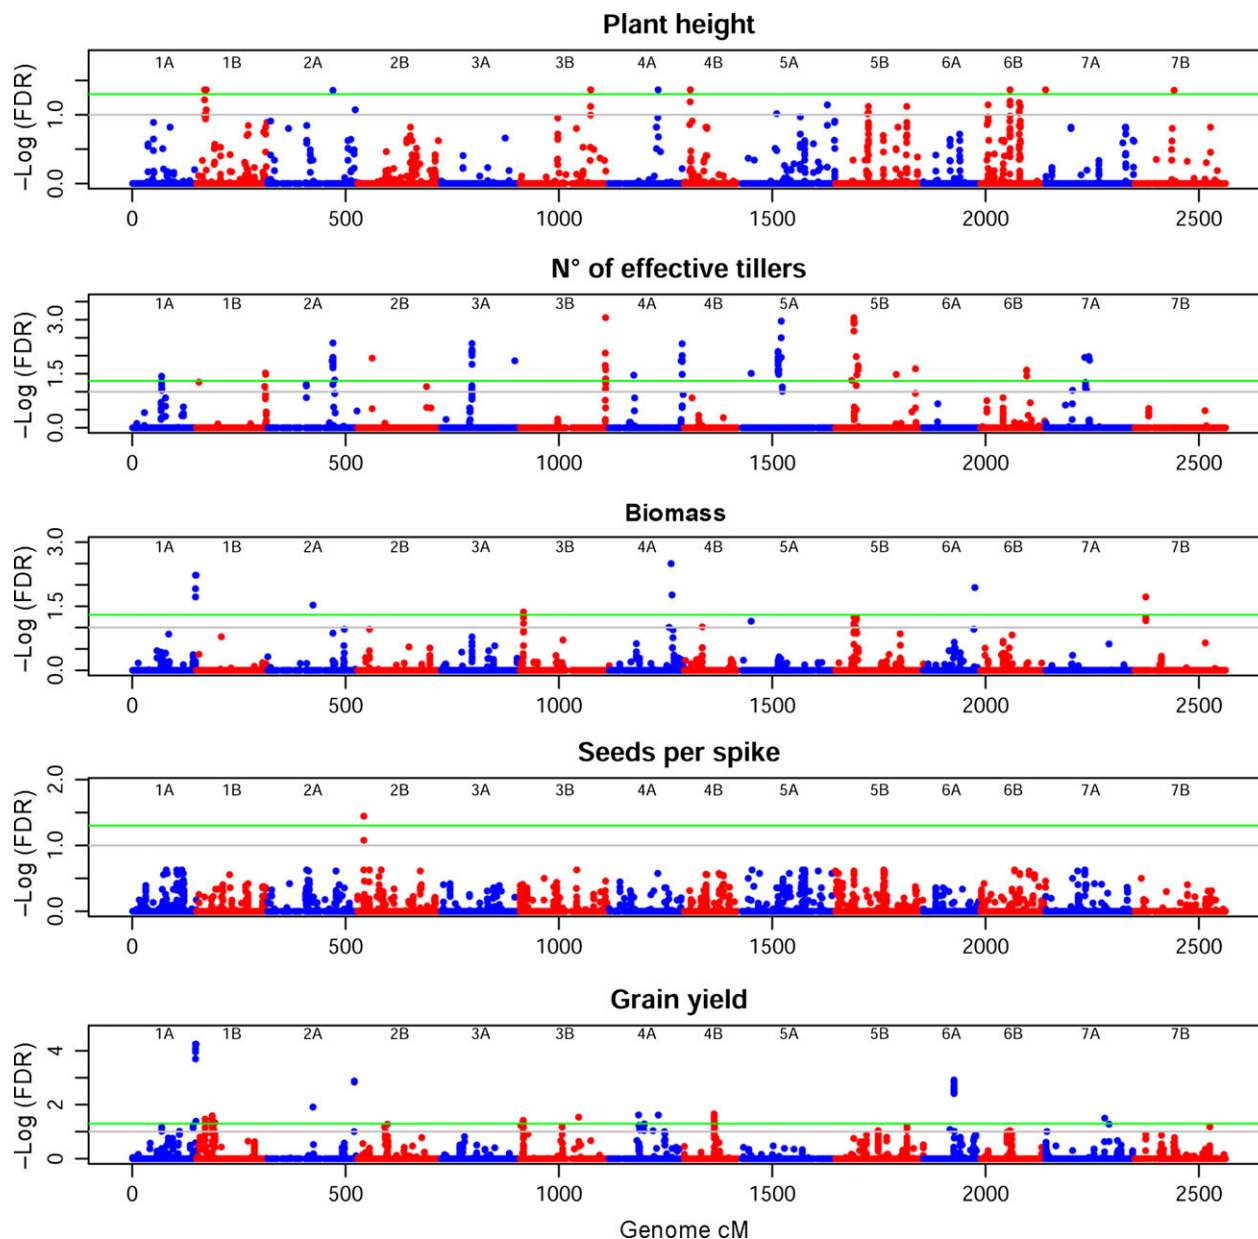 Plant height
1A 1B 2A 2B 3A 3B 4A 4B 5A 5B 6A 6B 7A 7B
−Log (FDR)
1.0
0.0
0 500 1000 1500 2000 2500
N° of effective tillers
1A 1B 2A 2B 3A 3B 4A 4B 5A 5B 6A 6B 7A 7B
−Log (FDR)
3.0
1.5
0.0
0 500 1000 1500 2000 2500
Biomass
1A 1B 2A 2B 3A 3B 4A 4B 5A 5B 6A 6B 7A 7B
−Log (FDR)
3.0
1.5
0.0
0 500 1000 1500 2000 2500
Seeds per spike
1A 1B 2A 2B 3A 3B 4A 4B 5A 5B 6A 6B 7A 7B
−Log (FDR)
2.0
1.0
0.0
0 500 1000 1500 2000 2500
Grain yield
1A 1B 2A 2B 3A 3B 4A 4B 5A 5B 6A 6B 7A 7B
−Log (FDR)
4
2
0
0 500 1000 1500 2000 2500
Genome cM